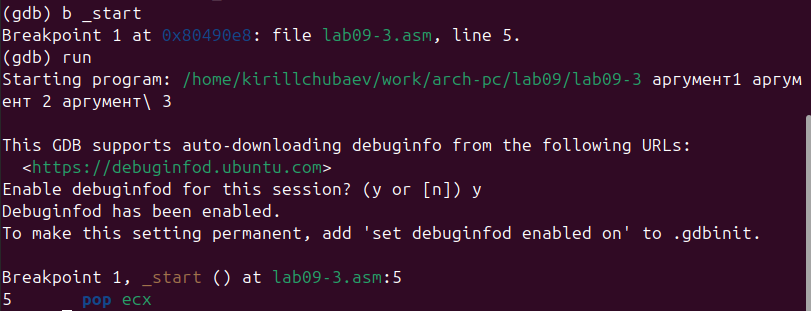 (gdb) b _start
Breakpoint 1 at 0x80490e8: file lab09-3.asm, line 5.
(gdb) run
Starting program: /home/kirillchubaev/work/arch-pc/lab09/lab09-3 аргумент1 аргум
ент 2 аргумент\ 3
This GDB supports auto-downloading debuginfo from the following URLs:
<https://debuginfod.ubuntu.com>
Enable debuginfod for this session? (y or [n]) y
Debuginfod has been enabled.
To make this setting permanent, add 'set debuginfod enabled on' to .gdbinit.
Breakpoint 1, _start () at lab09-3.asm:5
5 pop ecx